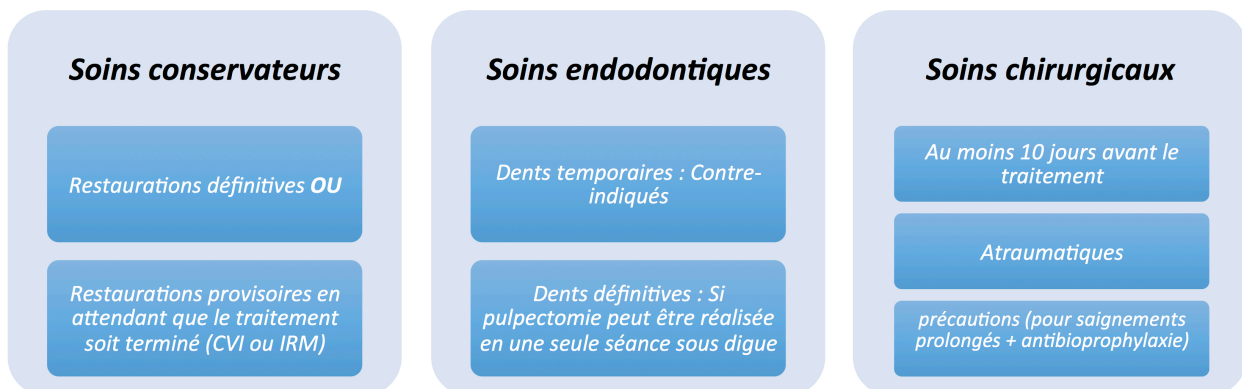 Soins conservateurs
Restaurations définitives OU
Restaurations provisoires en
attendant que le traitement
soit terminé (CVI ou IRM)
Soins endodontiques
Dents temporaires : Contre-
indiqués
Dents définitives : Si
pulpectomie peut être réalisée
en une seule séance sous digue
Soins chirurgicaux
Au moins 10 jours avant le
traitement
Atraumatiques
précautions (pour saignements
prolongés + antibioprophylaxie)